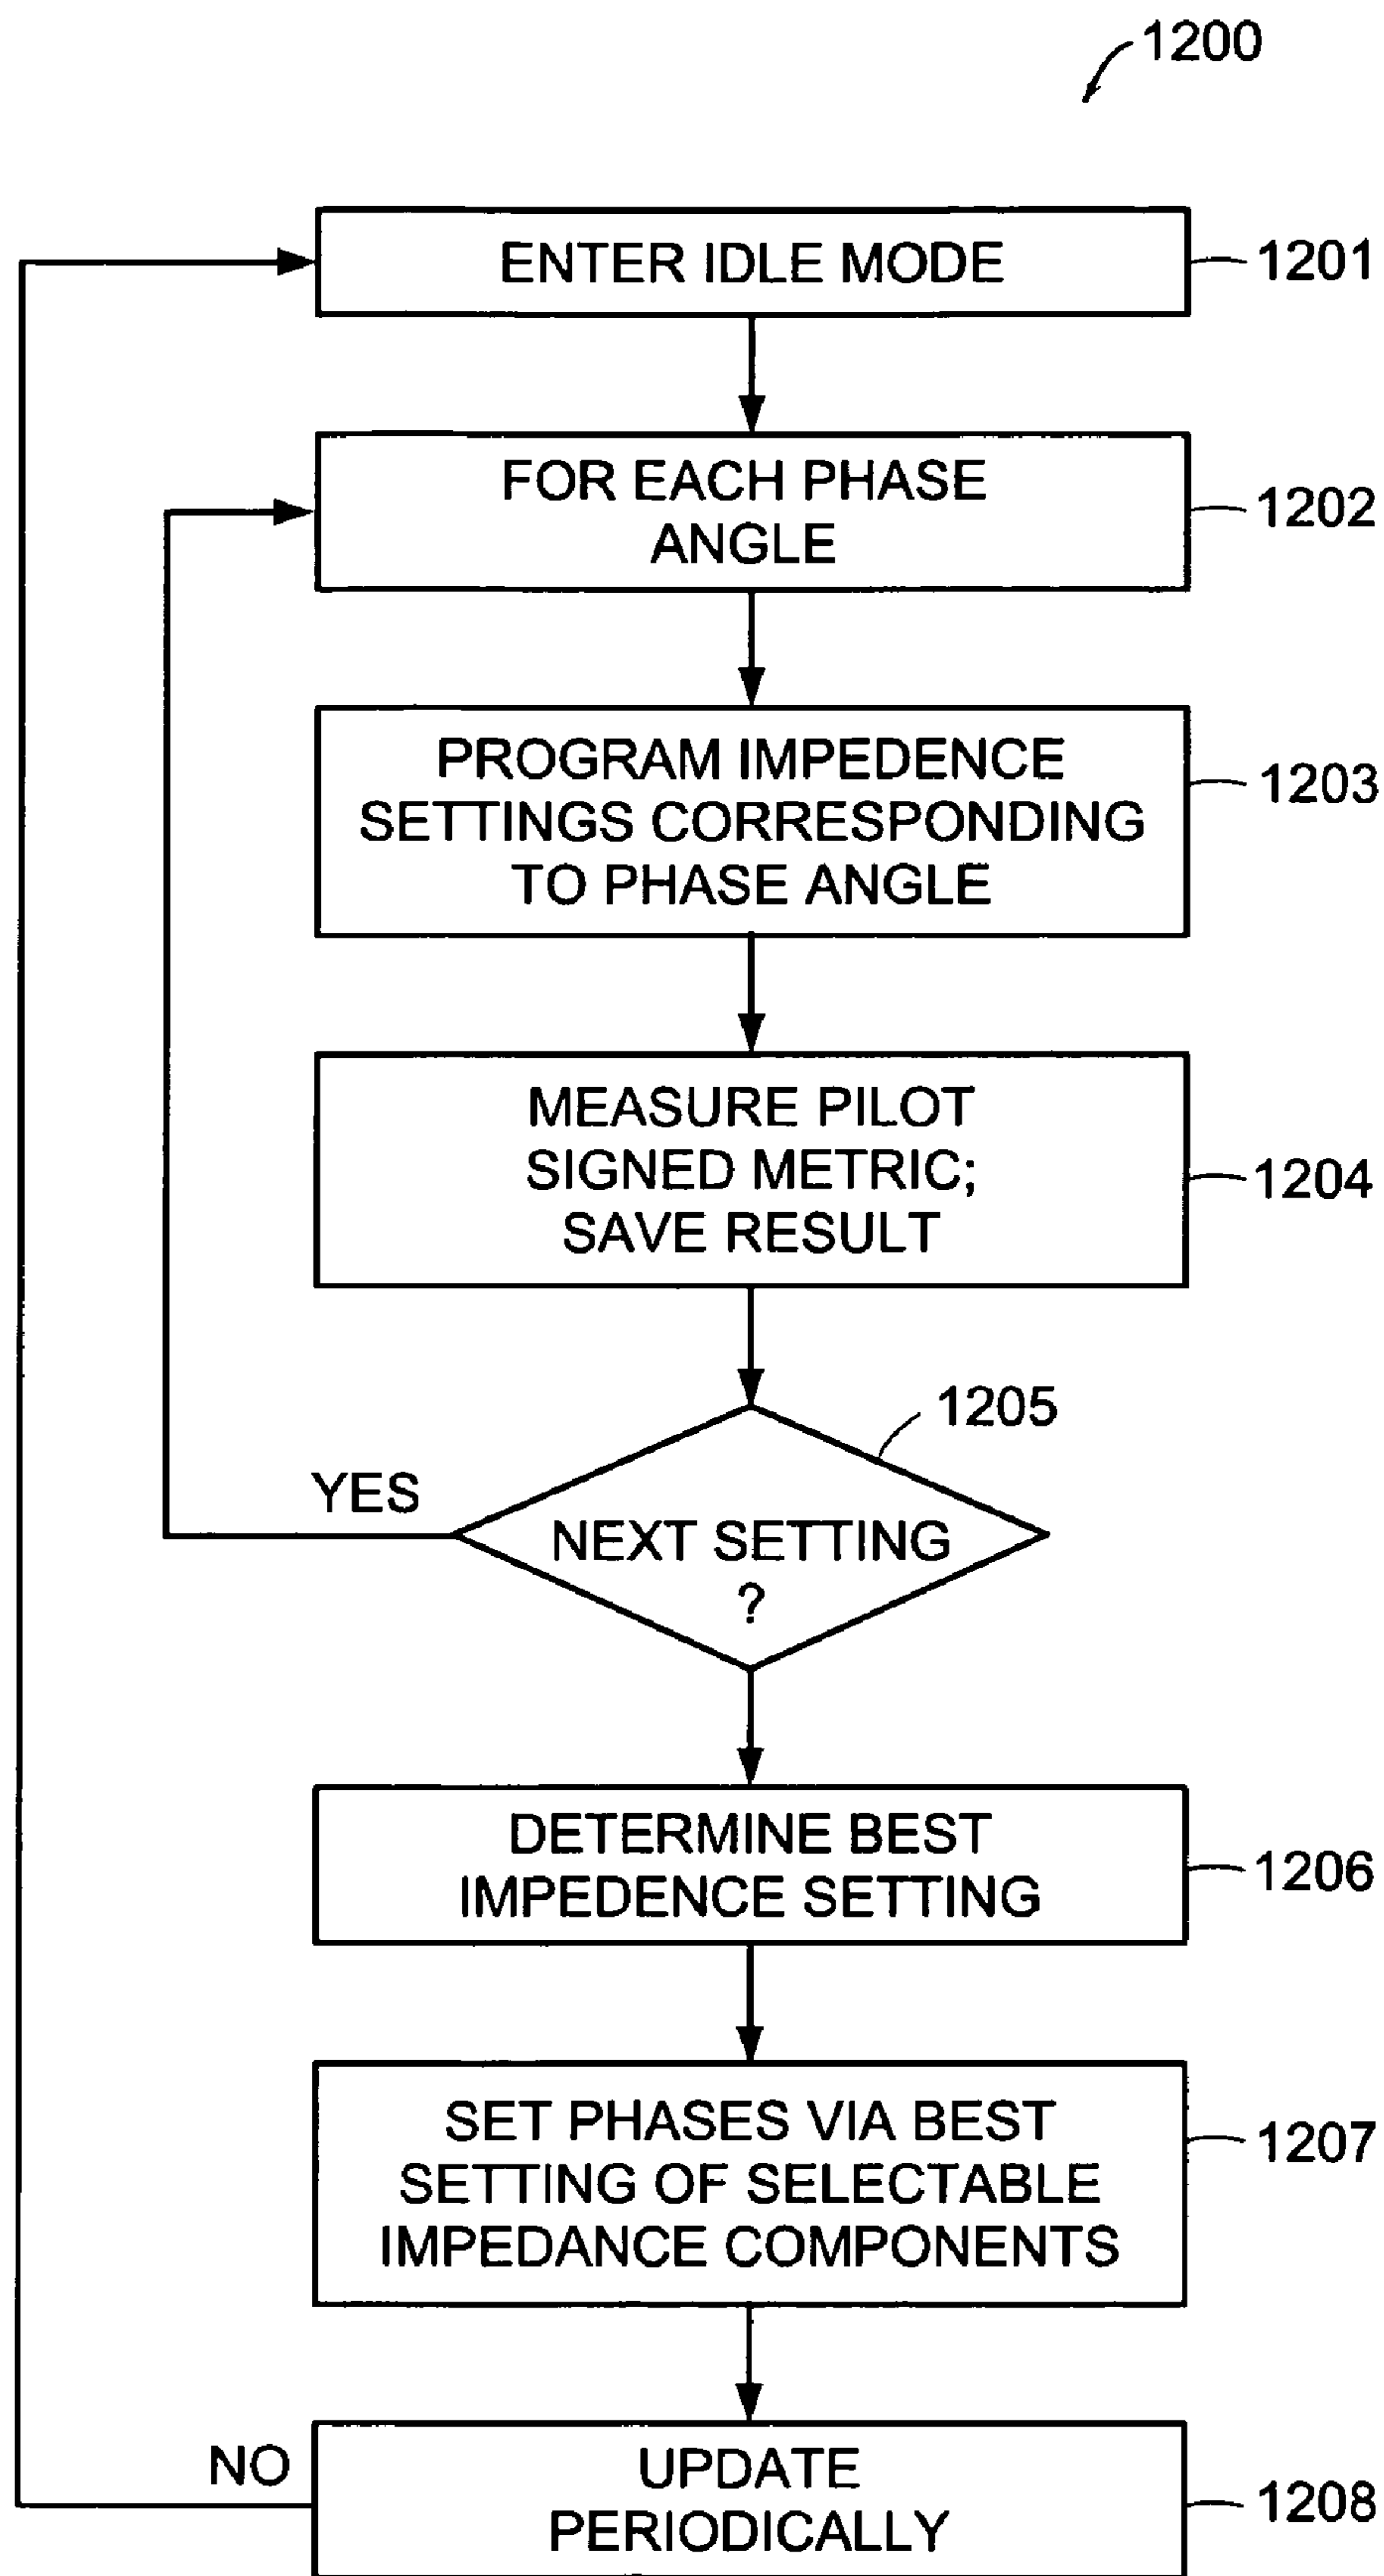 1200
ENTER IDLE MODE
1201
FOR EACH PHASE
ANGLE
1202
PROGRAM IMPEDENCE
SETTINGS CORRESPONDING
TO PHASE ANGLE
1203
MEASURE PILOT
SIGNED METRIC;
SAVE RESULT
1204
1205
YES
NEXT SETTING
?
DETERMINE BEST
IMPEDENCE SETTING
1206
SET PHASES VIA BEST
SETTING OF SELECTABLE
IMPEDANCE COMPONENTS
1207
NO
UPDATE
PERIODICALLY
1208